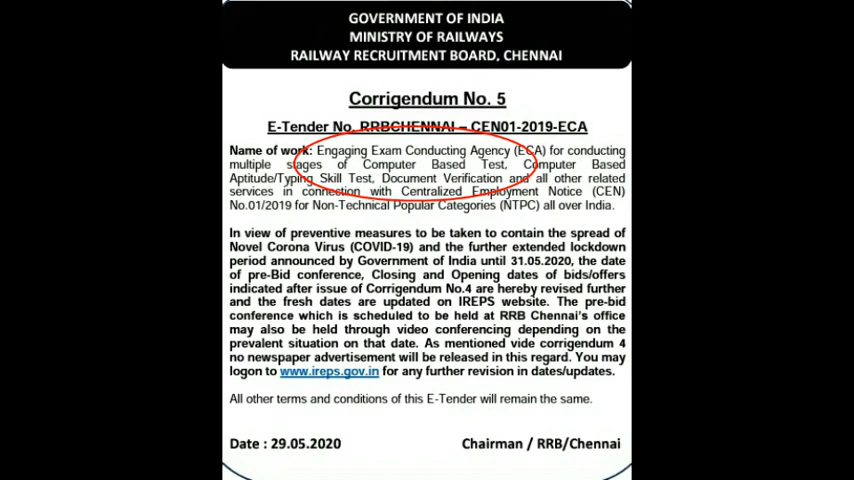 GOVERNMENT OF INDIA
MINISTRY OF RAILWAYS
RAILWAY RECRUITMENT BOARD, CHENNAI
Corrigendum No. 5
E-Tender No. RRBCHENNAI – CEN01-2019-ECA
Name of work: Engaging Exam Conducting Agency (ECA) for conducting
multiple stages of Computer Based Test, Computer Based
Aptitude/Typing Skill Test, Document Verification and all other related
services in connection with Centralized Employment Notice (CEN)
No.01/2019 for Non-Technical Popular Categories (NTPC) all over India.
In view of preventive measures to be taken to contain the spread of
Novel Corona Virus (COVID-19) and the further extended lockdown
period announced by Government of India until 31.05.2020, the date
of pre-Bid conference, Closing and Opening dates of bids/offers
indicated after issue of Corrigendum No.4 are hereby revised further
and the fresh dates are updated on IREPS website. The pre-bid
conference which is scheduled to be held at RRB Chennai's office
may also be held through video conferencing depending on the
prevalent situation on that date. As mentioned vide corrigendum 4
no newspaper advertisement will be released in this regard. You may
logon to www.ireps.gov.in for any further revision in dates/updates.
All other terms and conditions of this E-Tender will remain the same.
Date : 29.05.2020 Chairman / RRB/Chennai